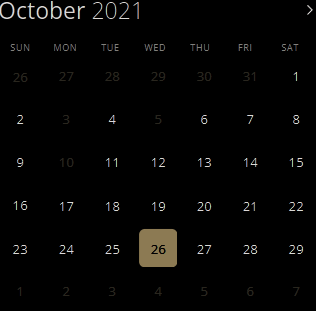 October 2021
SUN MON TUE WED THU FRI SAT
26 27 28 29 30 31 1
2 3 4 5 6 7 8
9 10 11 12 13 14 15
16 17 18 19 20 21 22
23 24 25 26 27 28 29
1 2 3 4 5 6 7